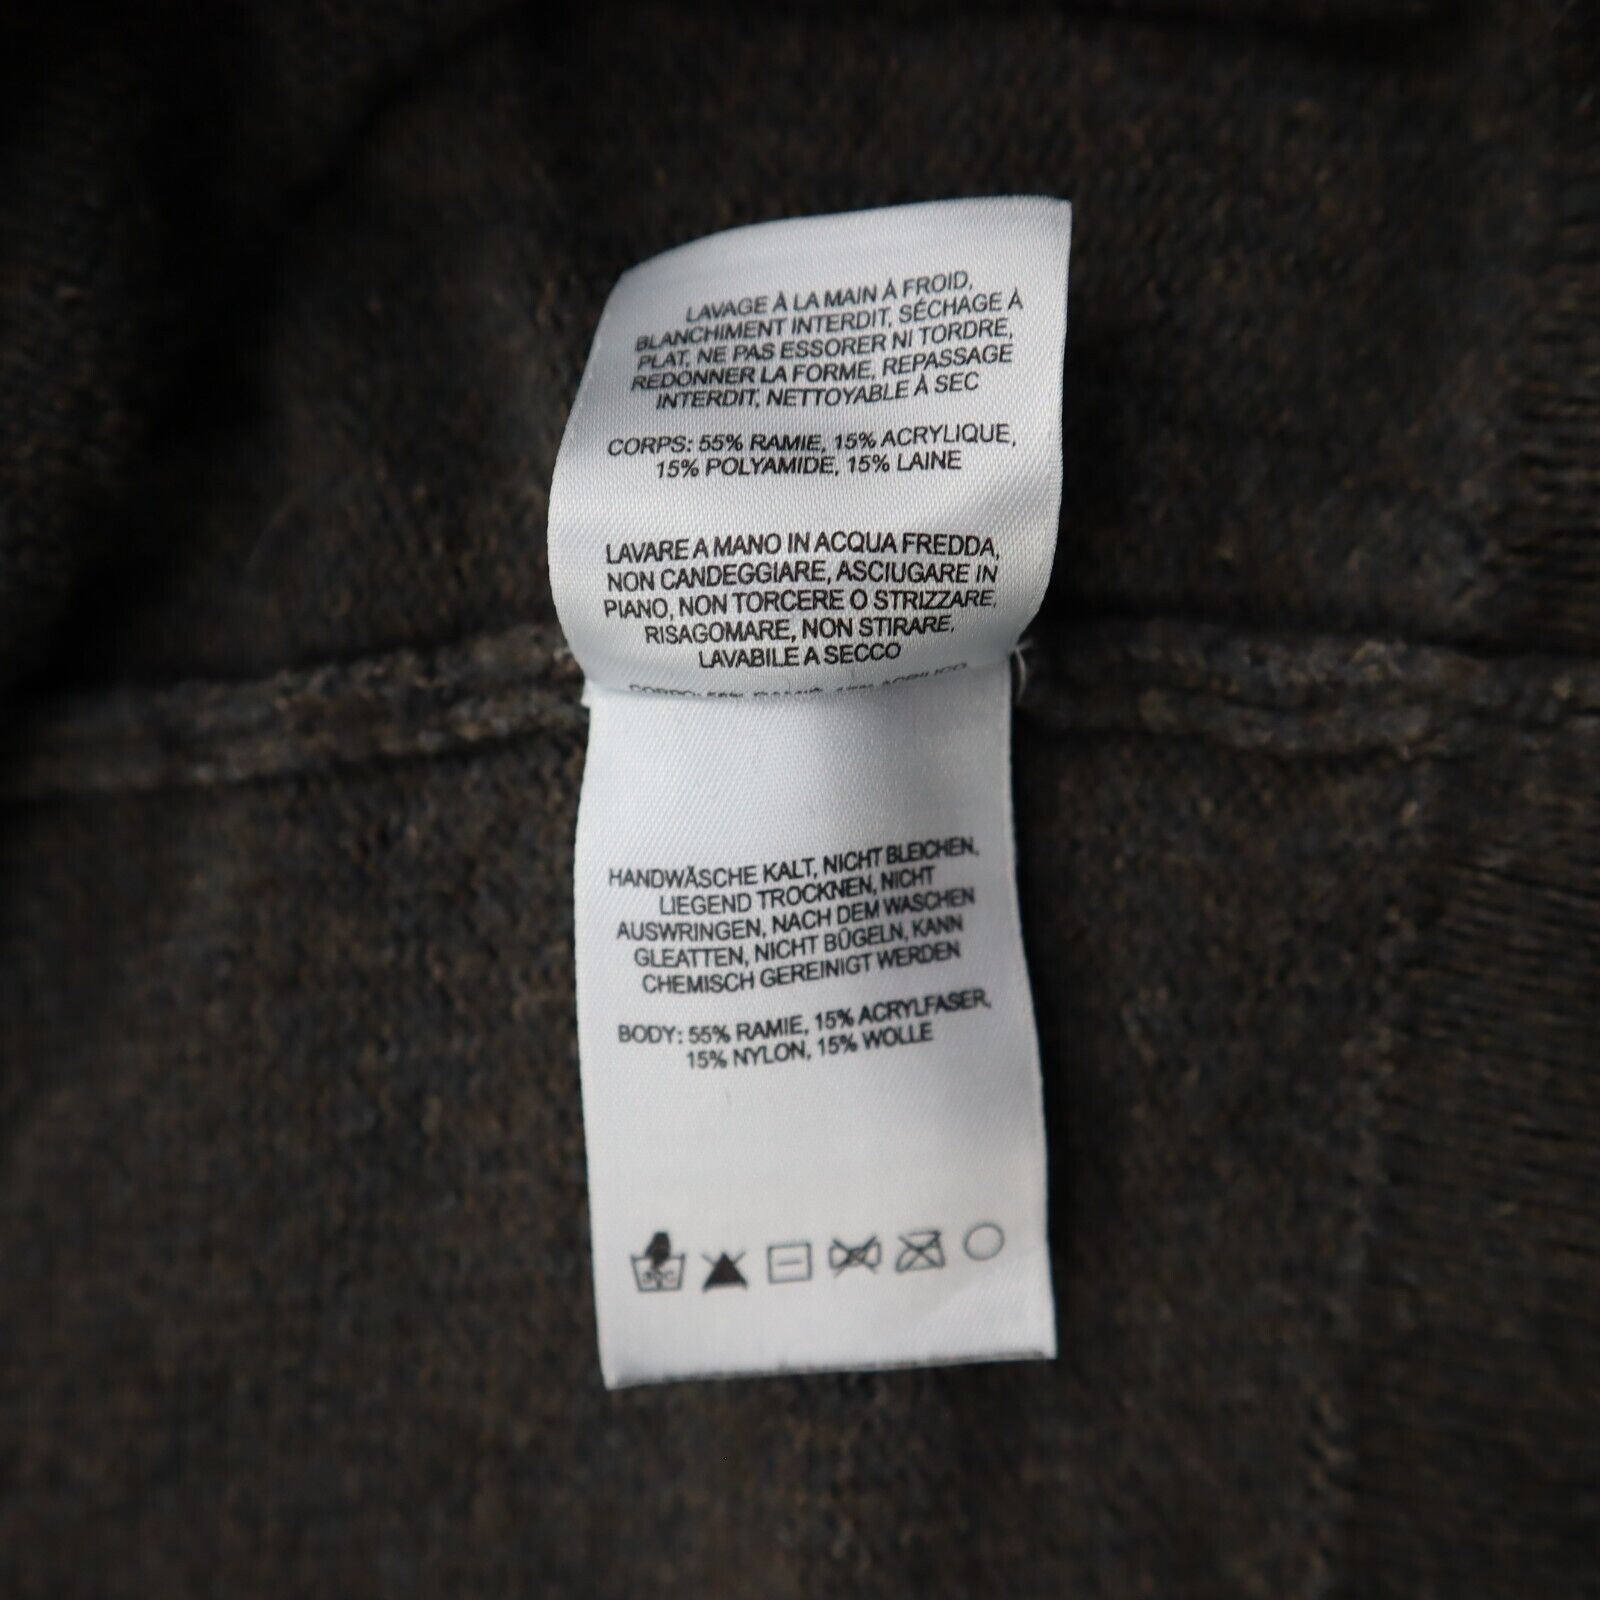 LAVAGE À LA MAIN À FROID,
BLANCHIMENT INTERDIT, SÉCHAGE À
PLAT, NE PAS ESSORER NI TORDRE,
REDONNER LA FORME, REPASSAGE
INTERDIT, NETTOYABLE À SEC
CORPS: 55% RAMIE, 15% ACRYLIQUE,
15% POLYAMIDE, 15% LAINE
LAVARE A MANO IN ACQUA FREDDA,
NON CANDEGGIARE, ASCIUGARE IN
PIANO, NON TORCERE O STRIZZARE,
RISAGOMARE, NON STIRARE,
LAVABILE A SECCO
HANDWÄSCHE KALT, NICHT BLEICHEN,
LIEGEND TROCKNEN, NICHT
AUSWRINGEN, NACH DEM WASCHEN
GLEATTEN, NICHT BÜGELN, KANN
CHEMISCH GEREINIGT WERDEN
BODY: 55% RAMIE, 15% ACRYLFASER,
15% NYLON, 15% WOLLE